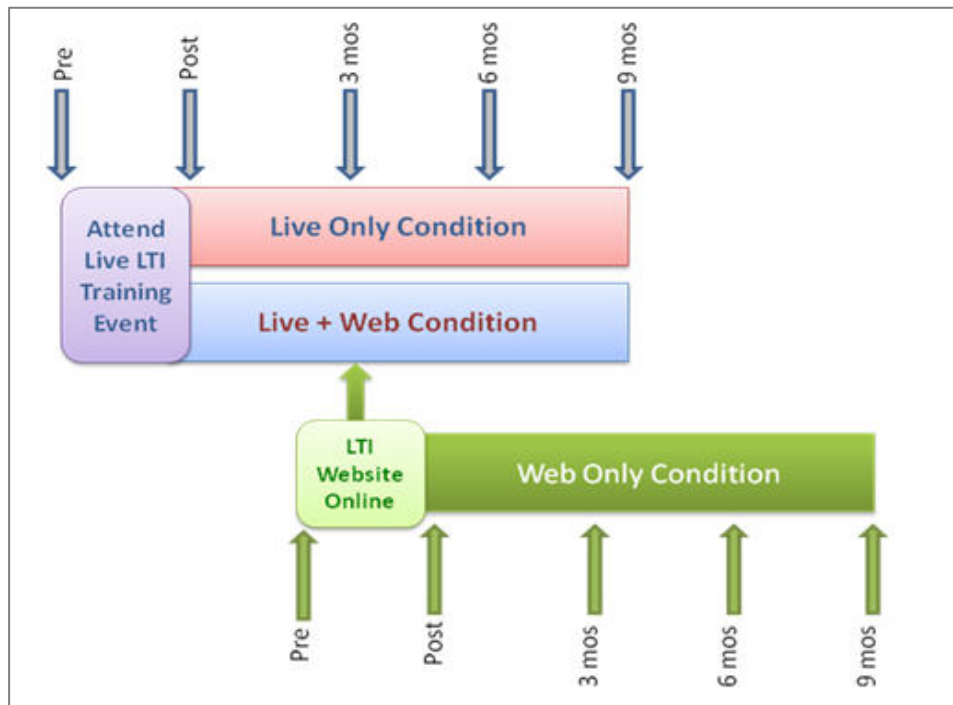 Pre
Post
3 mos
6 mos
9 mos
Attend
Live LTI
Training
Event
Live Only Condition
Live + Web Condition
LTI
Website
Online
Web Only Condition
Pre
Post
3 mos
6 mos
9 mos